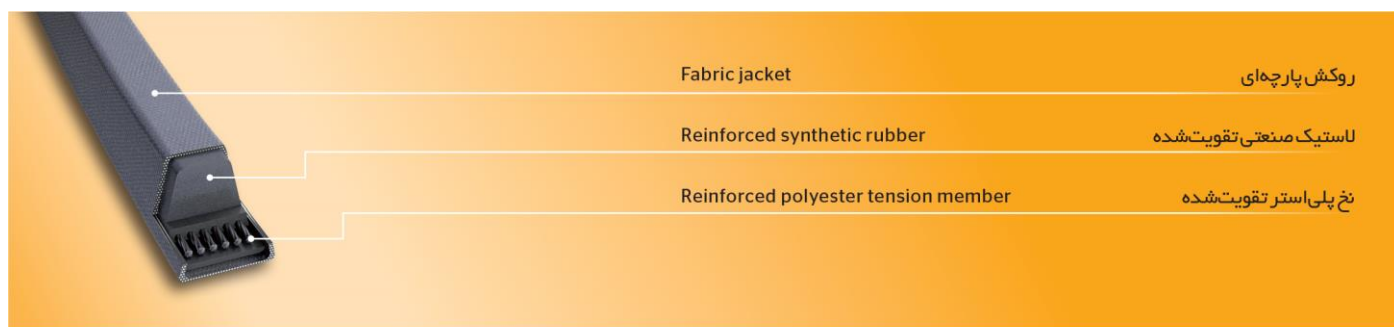 Fabric jacket روکش پارچه‌ای
Reinforced synthetic rubber لاستیک صنعتی تقویت‌شده
Reinforced polyester tension member نخ پلی‌استر تقویت‌شده